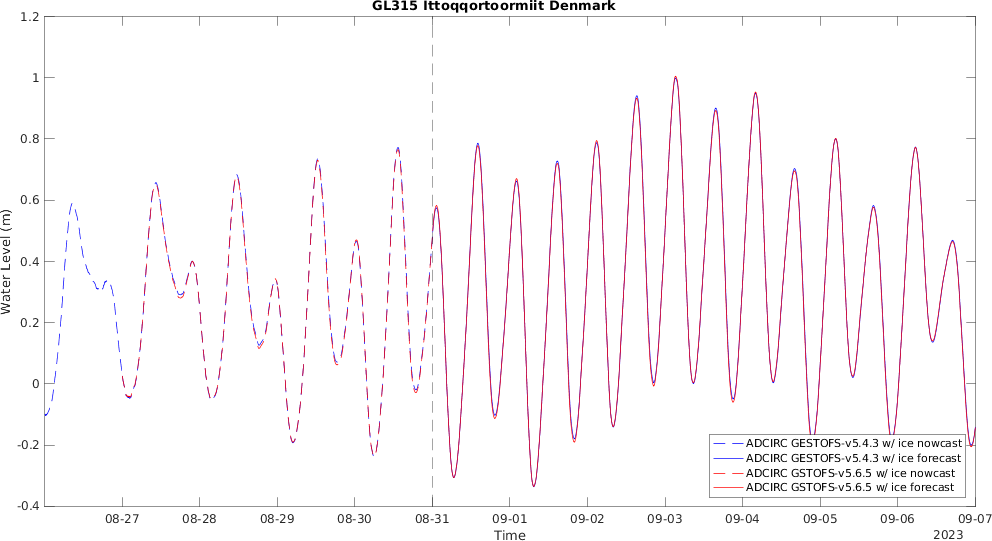 GL315 Ittoqqortoormiit Denmark
1.2
1
0.8
0.6
0.4
0.2
0
-0.2
-0.4
Water Level (m)
ADCIRC GESTOFS-v5.4.3 w/ ice nowcast
ADCIRC GESTOFS-v5.4.3 w/ ice forecast
ADCIRC GSTOFS-v5.6.5 w/ ice nowcast
ADCIRC GSTOFS-v5.6.5 w/ ice forecast
08-27 08-28 08-29 08-30 08-31 09-01 09-02 09-03 09-04 09-05 09-06 09-07
Time
2023